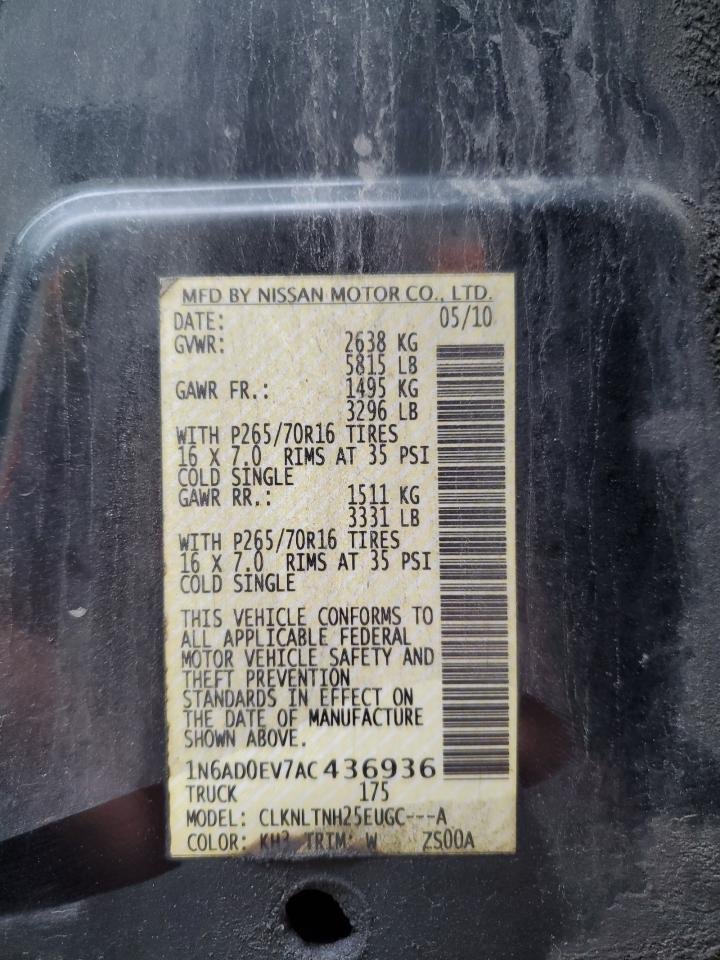 MFD BY NISSAN MOTOR CO., LTD.
DATE: 05/10
GVWR: 2638 KG
5815 LB
GAWR FR.: 1495 KG
3296 LB
WITH P265/70R16 TIRES
16 X 7.0 RIMS AT 35 PSI
COLD SINGLE
GAWR RR.: 1511 KG
3331 LB
WITH P265/70R16 TIRES
16 X 7.0 RIMS AT 35 PSI
COLD SINGLE
THIS VEHICLE CONFORMS TO
ALL APPLICABLE FEDERAL
MOTOR VEHICLE SAFETY AND
THEFT PREVENTION
STANDARDS IN EFFECT ON
THE DATE OF MANUFACTURE
SHOWN ABOVE.
1N6AD0EV7AC436936
TRUCK 175
MODEL: CLKNLTNH25EUGC---A
COLOR: TRIM: W ZS00A